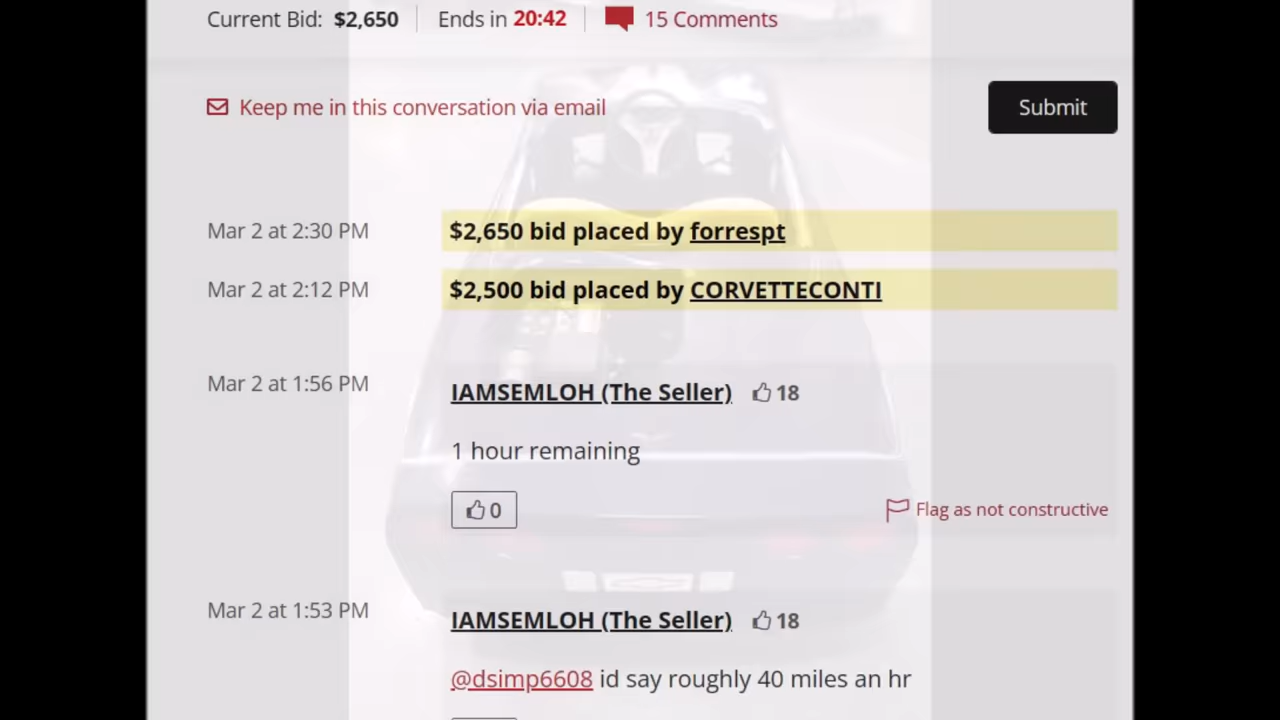 Current Bid: $2,650 Ends in 20:42 15 Comments
Keep me in this conversation via email Submit
Mar 2 at 2:30 PM $2,650 bid placed by forrespt
Mar 2 at 2:12 PM $2,500 bid placed by CORVETTECONTI
Mar 2 at 1:56 PM IAMSEMLOH (The Seller) 18
1 hour remaining
0 Flag as not constructive
Mar 2 at 1:53 PM IAMSEMLOH (The Seller) 18
@dsimp6608 id say roughly 40 miles an hr